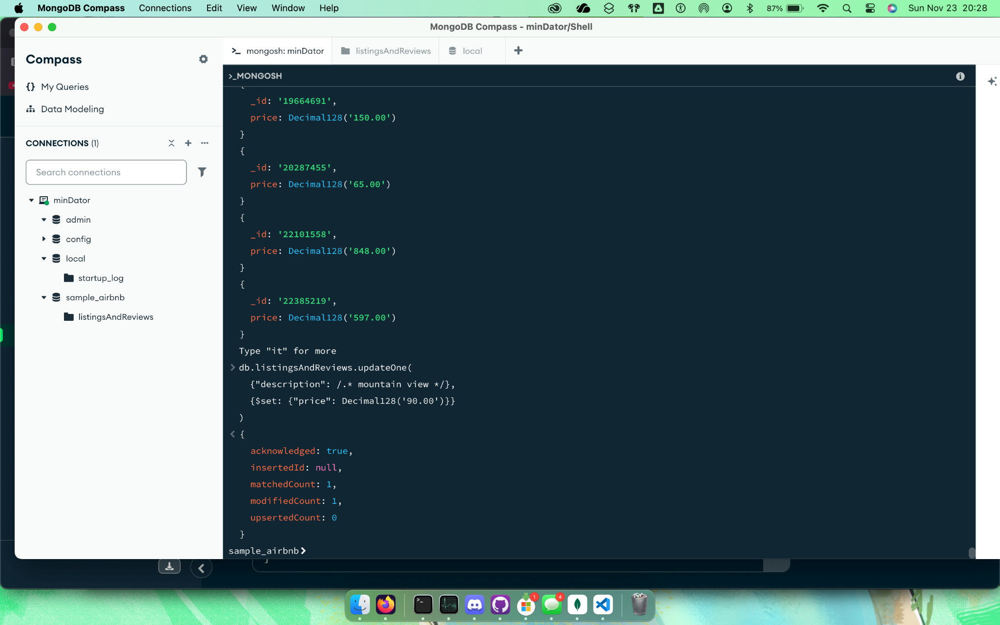 MongoDB Compass Connections Edit View Window Help 87% Sun Nov 23 20:28
MongoDB Compass - minDator/Shell
Compass
My Queries
Data Modeling
CONNECTIONS (1)
Search connections
minDator
admin
config
local
startup_log
sample_airbnb
listingsAndReviews
>_ mongosh: minDator listingsAndReviews local +
>_MONGOSH
{
_id: '19664691',
price: Decimal128('150.00')
}
{
_id: '20287455',
price: Decimal128('65.00')
}
{
_id: '22101558',
price: Decimal128('848.00')
}
{
_id: '22385219',
price: Decimal128('597.00')
}
Type "it" for more
> db.listingsAndReviews.updateOne(
{"description": /.* mountain view */},
{$set: {"price": Decimal128('90.00')}}
)
< {
acknowledged: true,
insertedId: null,
matchedCount: 1,
modifiedCount: 1,
upsertedCount: 0
}
sample_airbnb>
}
1
4